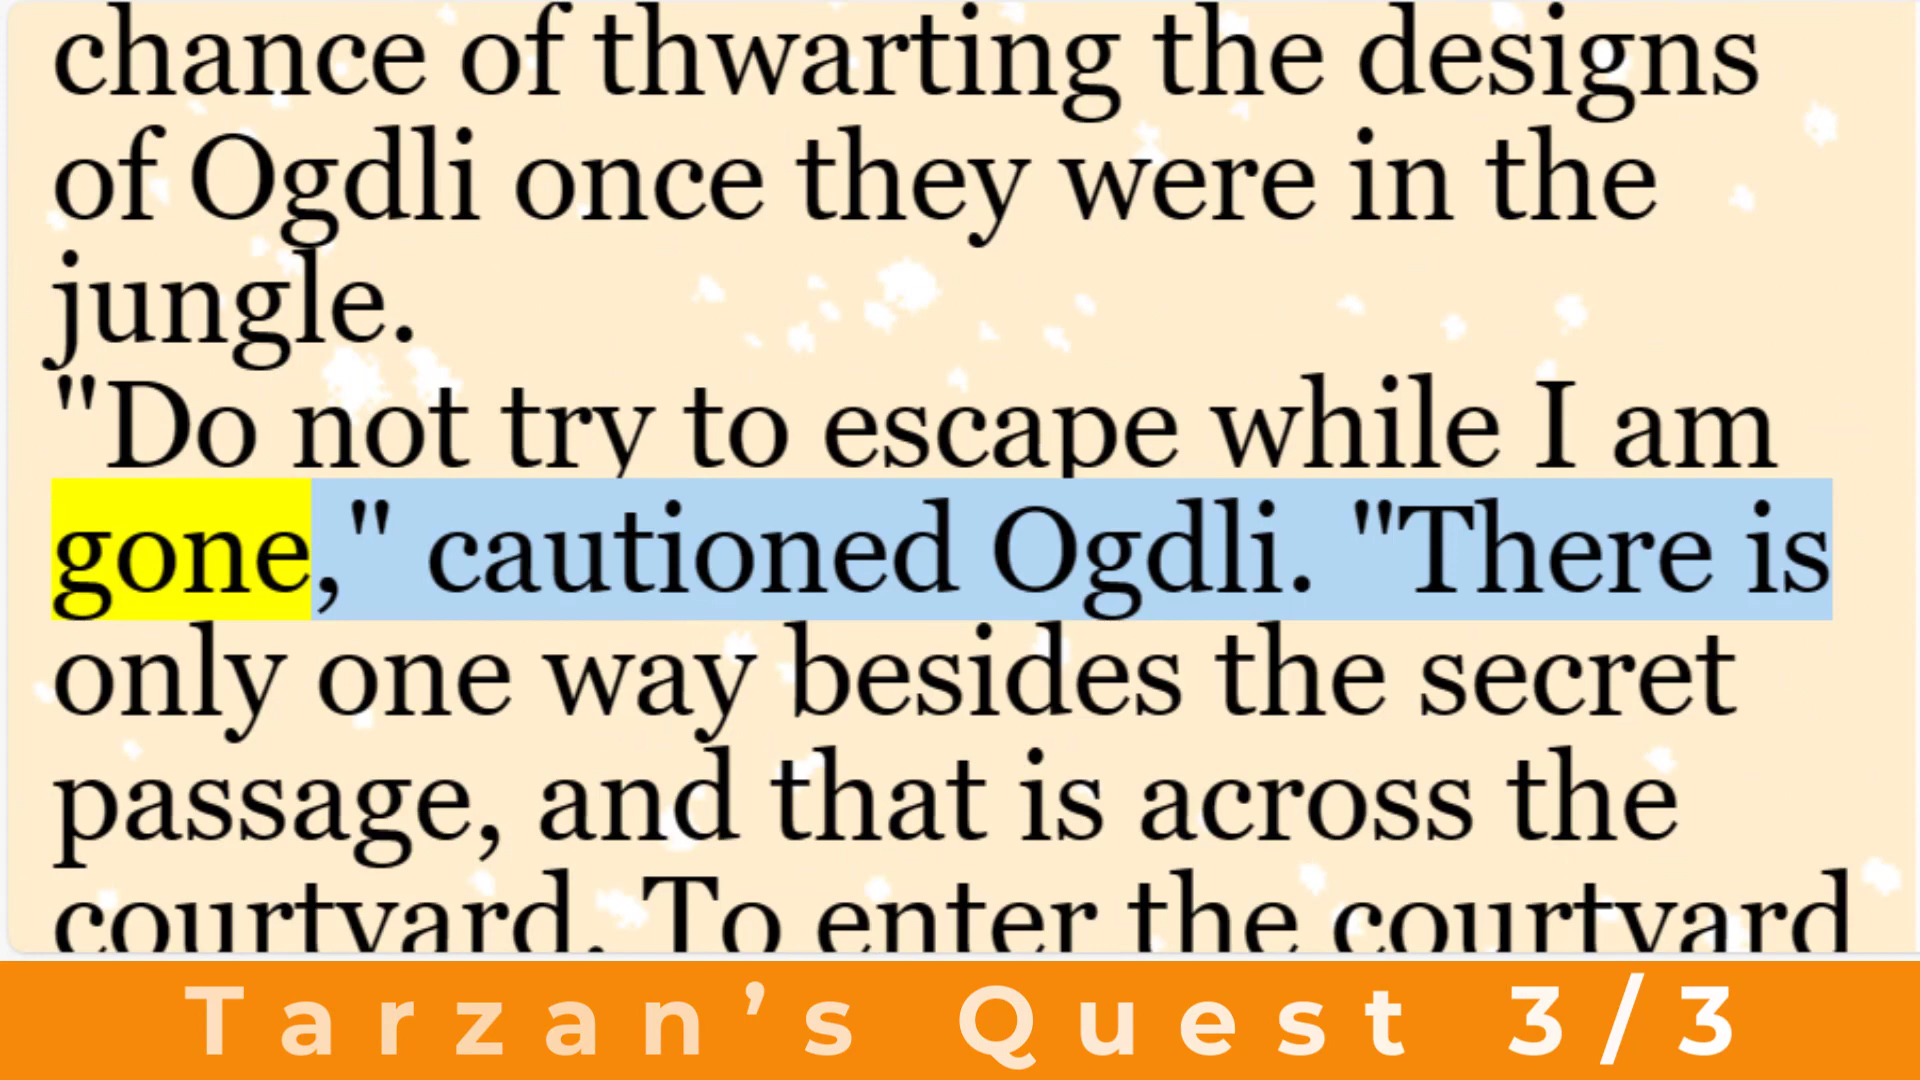 chance of thwarting the designs
of Ogdli once they were in the
jungle.
"Do not try to escape while I am
gone," cautioned Ogdli. "There is
only one way besides the secret
passage, and that is across the
courtyard. To enter the courtyard
Tarzan’s Quest 3/3